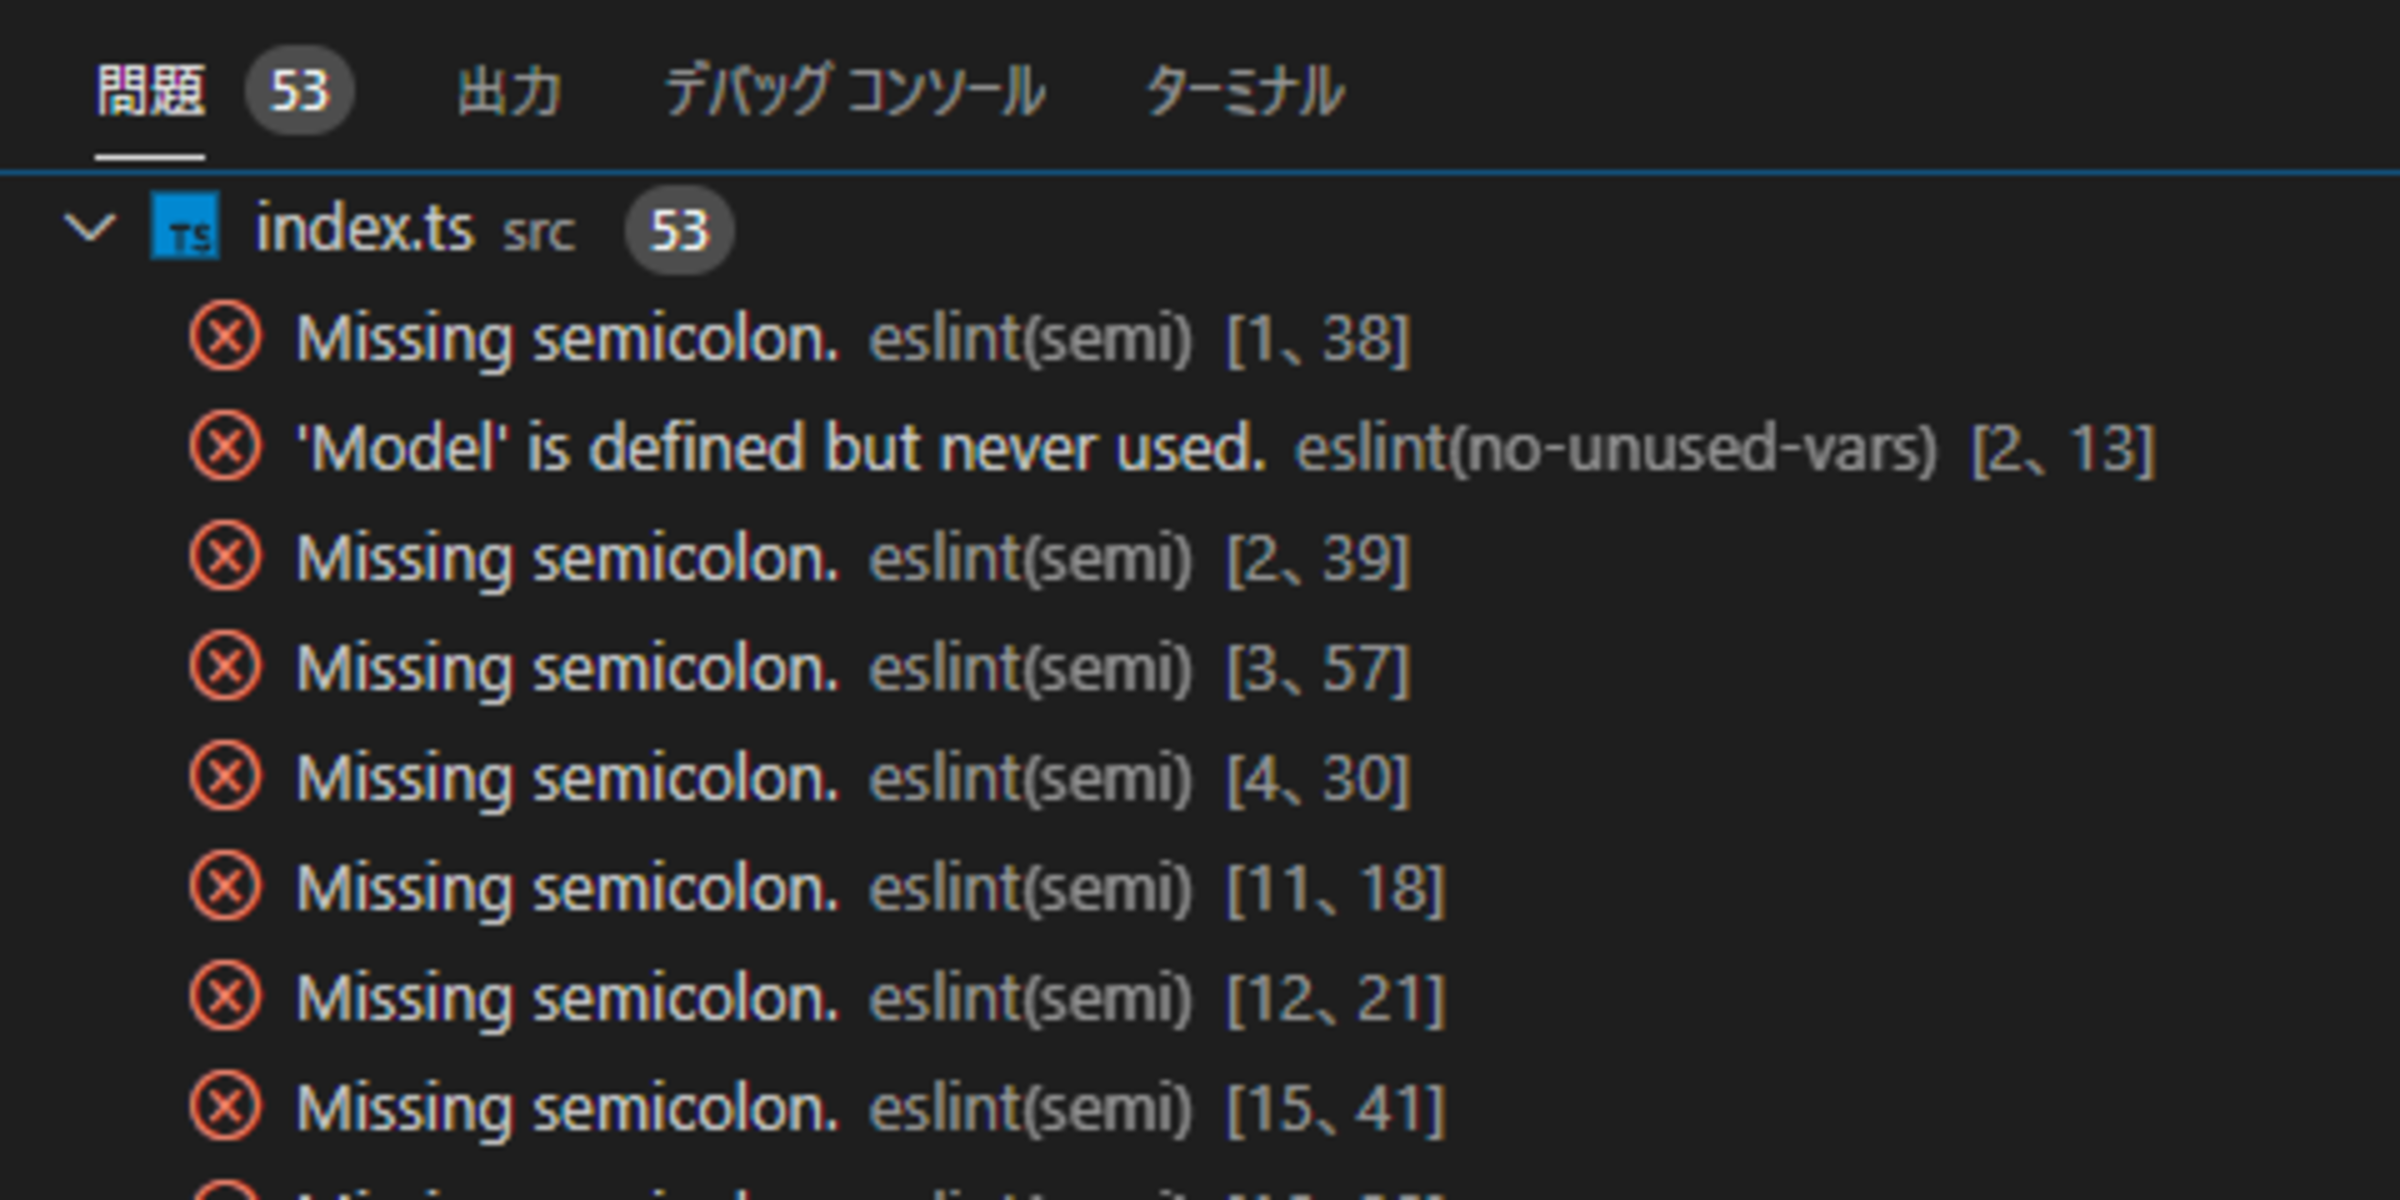 問題 53 出力 デバッグ コンソール ターミナル
TS index.ts src 53
Missing semicolon. eslint(semi) [1、38]
'Model' is defined but never used. eslint(no-unused-vars) [2、13]
Missing semicolon. eslint(semi) [2、39]
Missing semicolon. eslint(semi) [3、57]
Missing semicolon. eslint(semi) [4、30]
Missing semicolon. eslint(semi) [11、18]
Missing semicolon. eslint(semi) [12、21]
Missing semicolon. eslint(semi) [15、41]